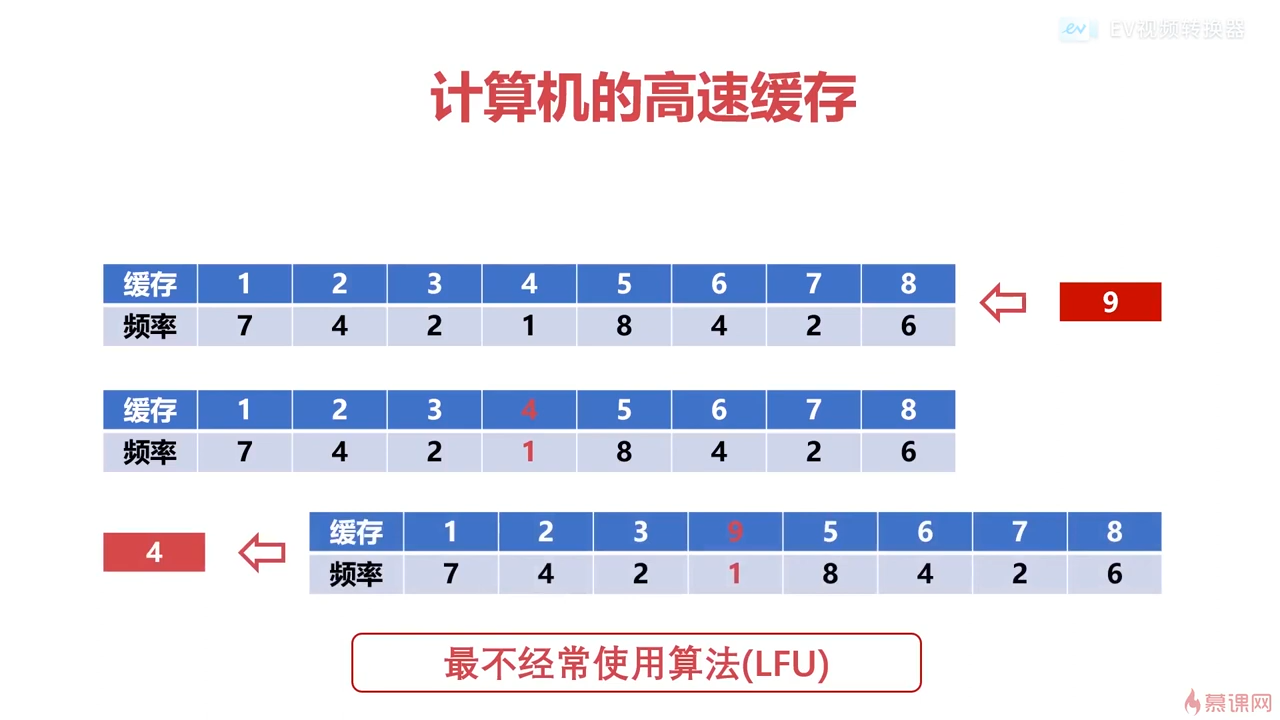 EV视频转换器
计算机的高速缓存
缓存 1 2 3 4 5 6 7 8
频率 7 4 2 1 8 4 2 6
9
缓存 1 2 3 4 5 6 7 8
频率 7 4 2 1 8 4 2 6
4
缓存 1 2 3 9 5 6 7 8
频率 7 4 2 1 8 4 2 6
最不经常使用算法(LFU)
慕课网